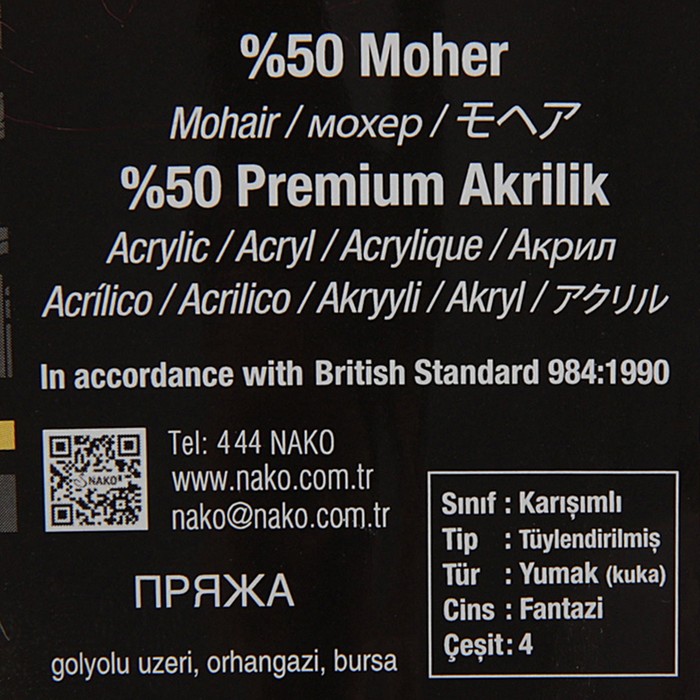 %50 Moher
Mohair / мохер / モヘア
%50 Premium Akrilik
Acrylic / Acryl / Acrylique / Акрил
Acrílico / Acrilico / Akryyli / Akryl / アクリル
In accordance with British Standard 984:1990
NAKO
Tel: 444 NAKO
www.nako.com.tr
nako@nako.com.tr
ПРЯЖА
golyolu uzeri, orhangazi, bursa
Sınıf : Karışımlı
Tip : Tüylendirilmiş
Tür : Yumak (kuka)
Cins : Fantazi
Çeşit: 4